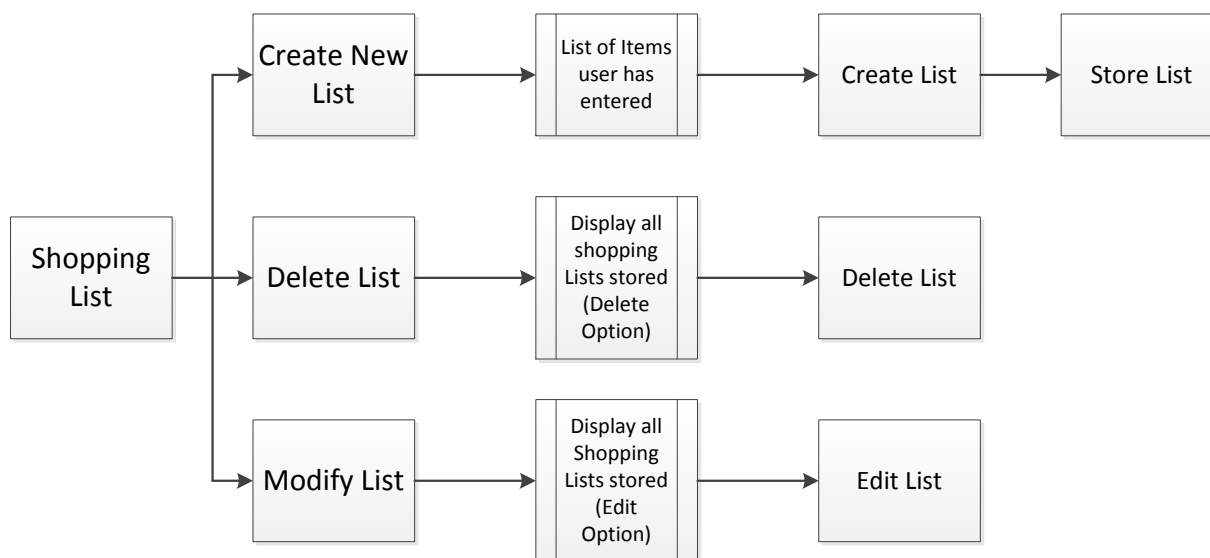 Create New
List
List of Items
user has
entered
Create List
Store List
Shopping
List
Delete List
Display all
shopping
Lists stored
(Delete
Option)
Delete List
Modify List
Display all
Shopping
Lists stored
(Edit
Option)
Edit List